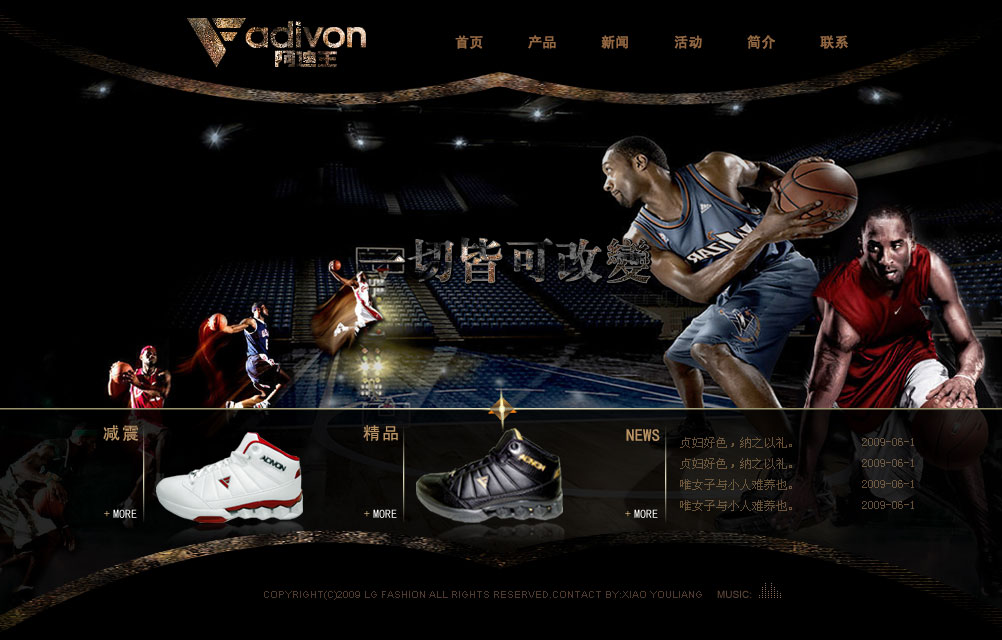 adivon
阿迪王
首页 产品 新闻 活动 简介 联系
一切皆可改變
减震
+ MORE
精品
+ MORE
NEWS
+ MORE
贞妇好色，纳之以礼。 2009-06-1
贞妇好色，纳之以礼。 2009-06-1
唯女子与小人难养也。 2009-06-1
唯女子与小人难养也。 2009-06-1
COPYRIGHT(C)2009 LG FASHION ALL RIGHTS RESERVED.CONTACT BY:XIAO YOULIANG MUSIC: